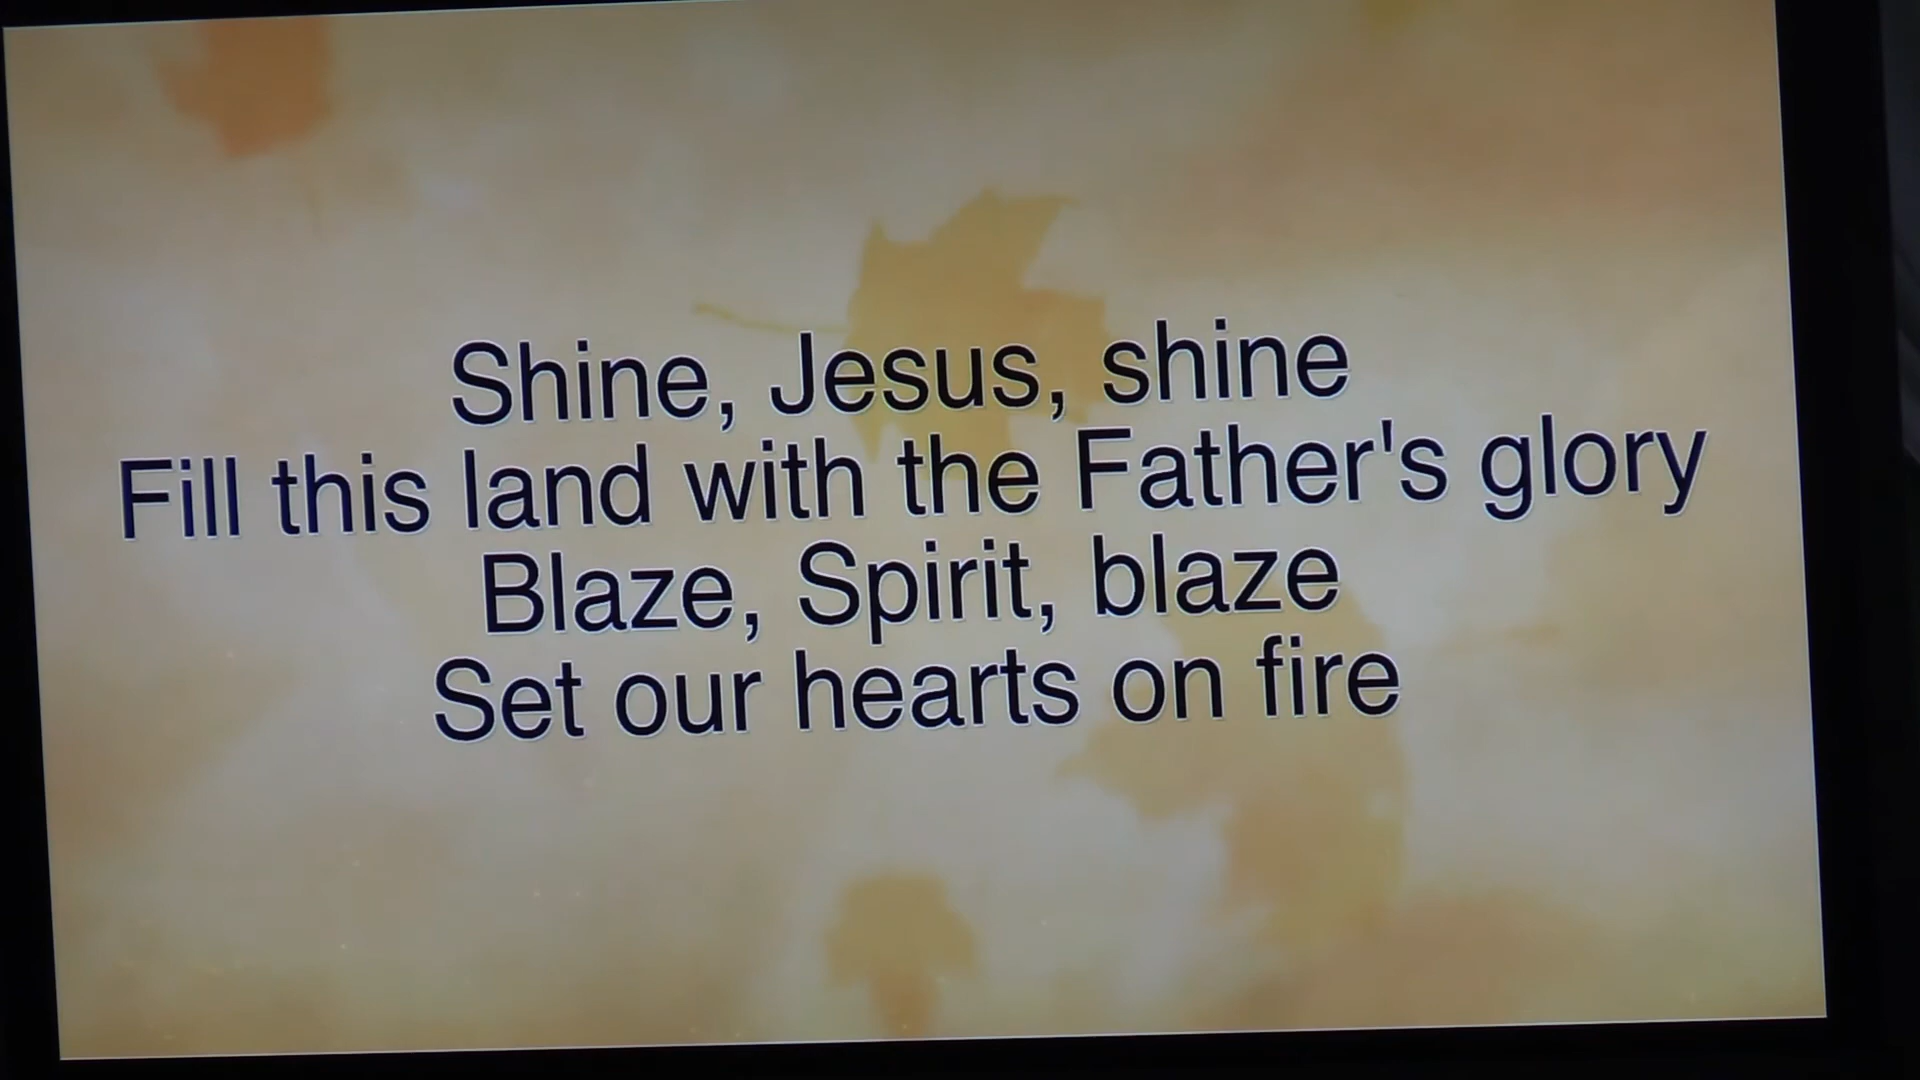 Shine, Jesus, shine
Fill this land with the Father's glory
Blaze, Spirit, blaze
Set our hearts on fire